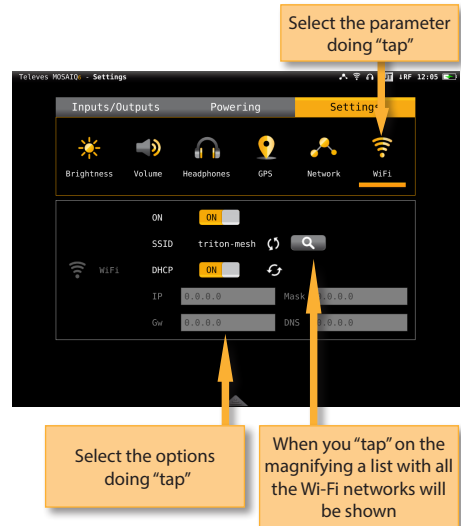 Select the parameter
doing “tap”
Televes MOSAIQ6 - Settings
UT ↓RF 12:05
Inputs/Outputs Powering Settings
Brightness Volume Headphones GPS Network WiFi
ON ON
SSID triton-mesh
WiFi DHCP ON
IP 0.0.0.0 Mask 0.0.0.0
Gw 0.0.0.0 DNS 0.0.0.0
Select the options
doing “tap”
When you “tap” on the
magnifying a list with all
the Wi-Fi networks will
be shown